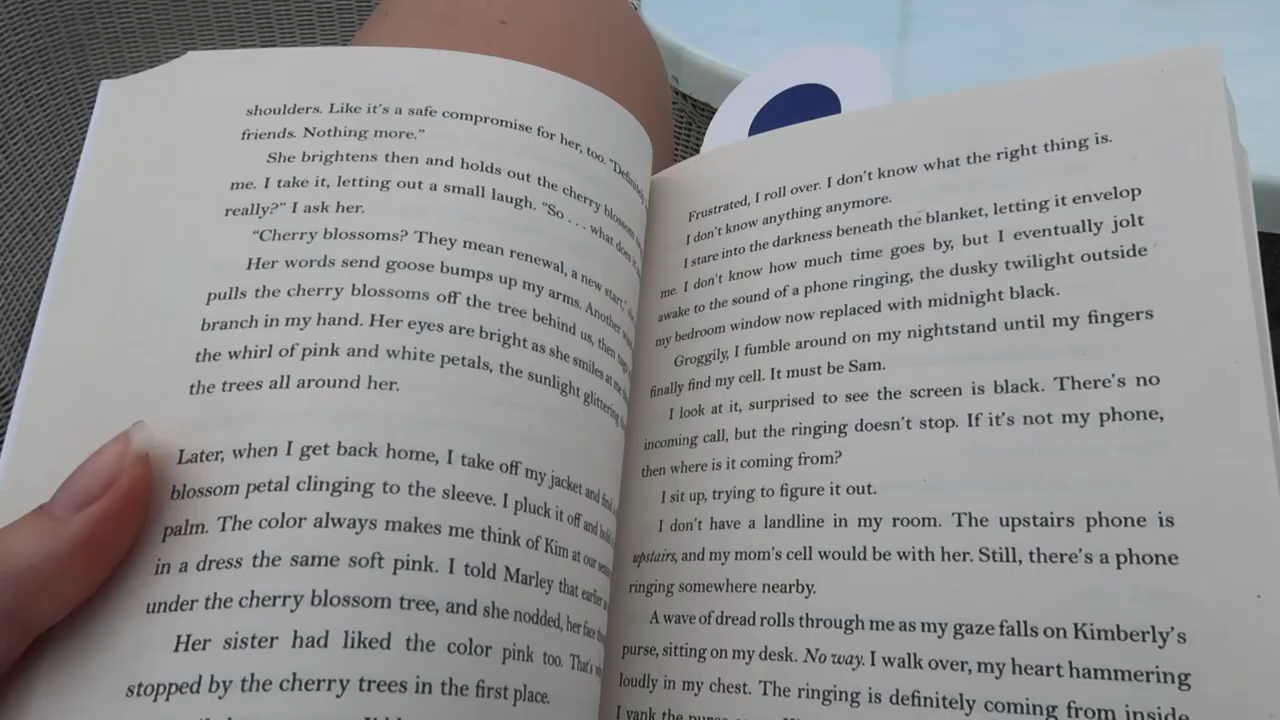 shoulders. Like it's a safe compromise for her, too. "Definitely
friends. Nothing more."
She brightens then and holds out the cherry blossom
me. I take it, letting out a small laugh. "So . . . what does it
really?" I ask her.
"Cherry blossoms? They mean renewal, a new start,"
Her words send goose bumps up my arms. Another
pulls the cherry blossoms off the tree behind us, then
branch in my hand. Her eyes are bright as she smiles at me
the whirl of pink and white petals, the sunlight glittering
the trees all around her.
Later, when I get back home, I take off my jacket and find
blossom petal clinging to the sleeve. I pluck it off and hold
palm. The color always makes me think of Kim at our
in a dress the same soft pink. I told Marley that earlier
under the cherry blossom tree, and she nodded, her face
Her sister had liked the color pink too. That's
stopped by the cherry trees in the first place.
Frustrated, I roll over. I don't know what the right thing is.
I don't know anything anymore.
I stare into the darkness beneath the blanket, letting it envelop
me. I don't know how much time goes by, but I eventually jolt
awake to the sound of a phone ringing, the dusky twilight outside
my bedroom window now replaced with midnight black.
Groggily, I fumble around on my nightstand until my fingers
finally find my cell. It must be Sam.
I look at it, surprised to see the screen is black. There's no
incoming call, but the ringing doesn't stop. If it's not my phone,
then where is it coming from?
I sit up, trying to figure it out.
I don't have a landline in my room. The upstairs phone is
upstairs, and my mom's cell would be with her. Still, there's a phone
ringing somewhere nearby.
A wave of dread rolls through me as my gaze falls on Kimberly's
purse, sitting on my desk. No way. I walk over, my heart hammering
loudly in my chest. The ringing is definitely coming from inside
I yank the purse